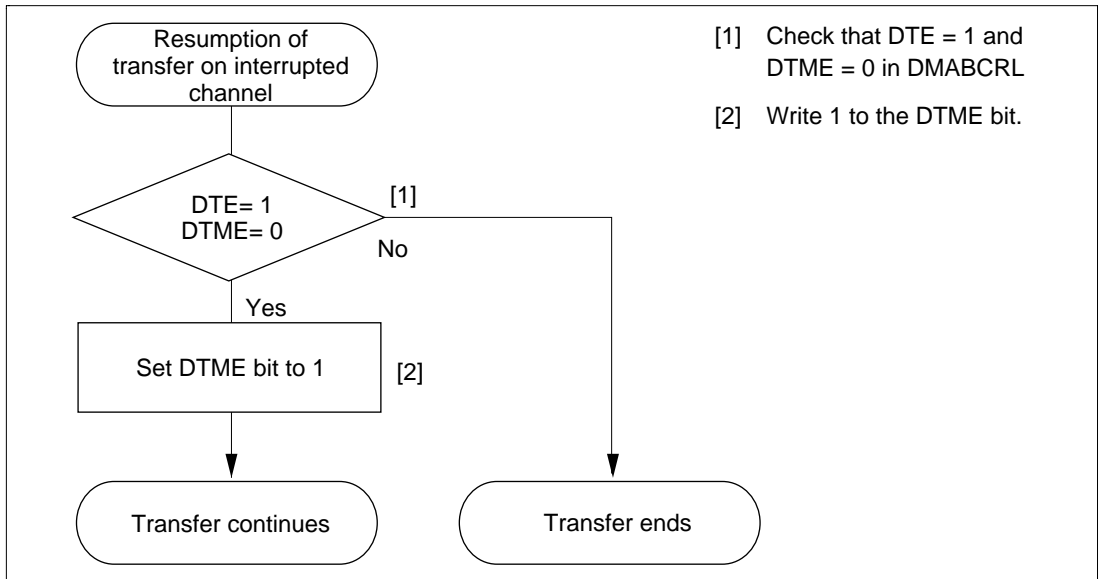 Resumption of
transfer on interrupted
channel
DTE= 1
DTME= 0
[1]
No
Yes
Set DTME bit to 1
[2]
Transfer continues
Transfer ends
[1] Check that DTE = 1 and
DTME = 0 in DMABCRL
[2] Write 1 to the DTME bit.